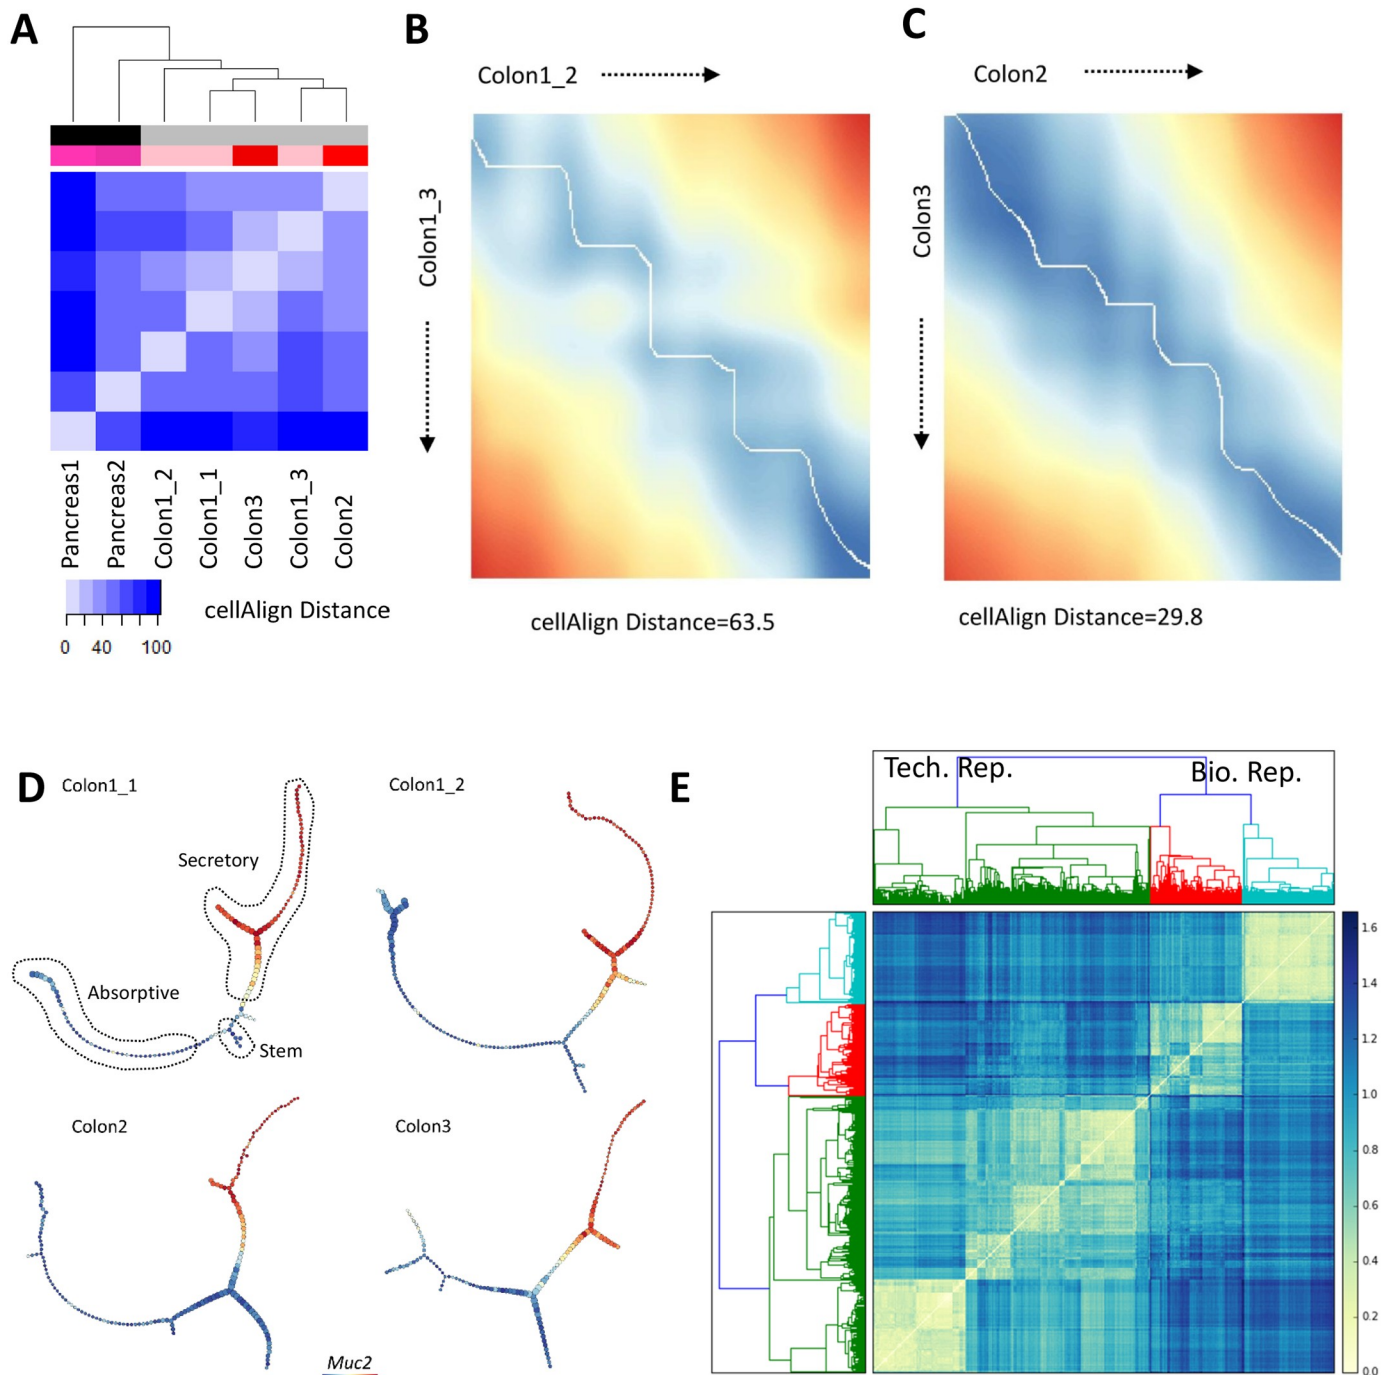 A
Pancreas1
Pancreas2
Colon1_2
Colon1_1
Colon3
Colon1_3
Colon2
0 40 100
cellAlign Distance
B
Colon1_2
Colon1_3
cellAlign Distance=63.5
C
Colon2
Colon3
cellAlign Distance=29.8
D
Colon1_1
Secretory
Absorptive
Stem
Colon1_2
Colon2
Colon3
Muc2
E
Tech. Rep.
Bio. Rep.
1.6
1.4
1.2
1.0
0.8
0.6
0.4
0.2
0.0